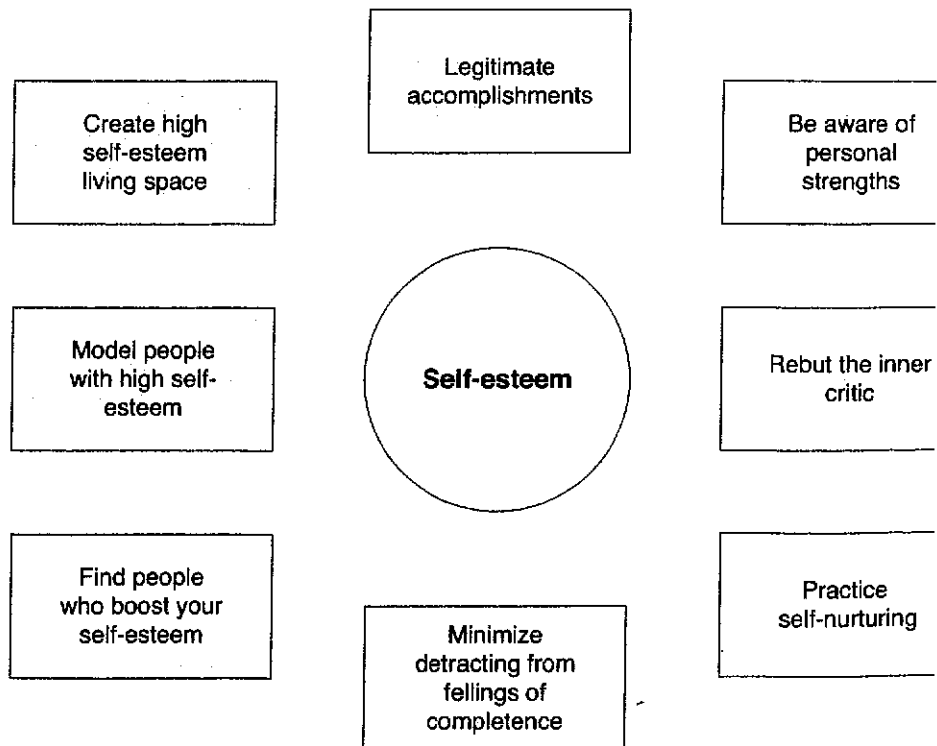 Legitimate
accomplishments
Create high
self-esteem
living space
Be aware of
personal
strengths
Model people
with high self-
esteem
Self-esteem
Rebut the inner
critic
Find people
who boost your
self-esteem
Practice
self-nurturing
Minimize
detracting from
fellings of
completence